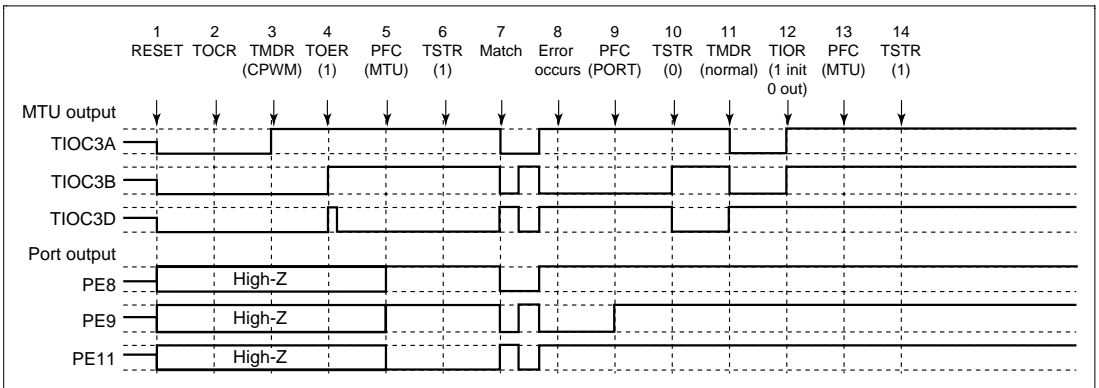 1 2 3 4 5 6 7 8 9 10 11 12 13 14
RESET TOCR TMDR TOER PFC TSTR Match Error PFC TSTR TMDR TIOR PFC TSTR
(CPWM) (1) (MTU) (1) occurs (PORT) (0) (normal) (1 init (MTU) (1)
0 out)
MTU output
TIOC3A
TIOC3B
TIOC3D
Port output
PE8 High-Z
PE9 High-Z
PE11 High-Z